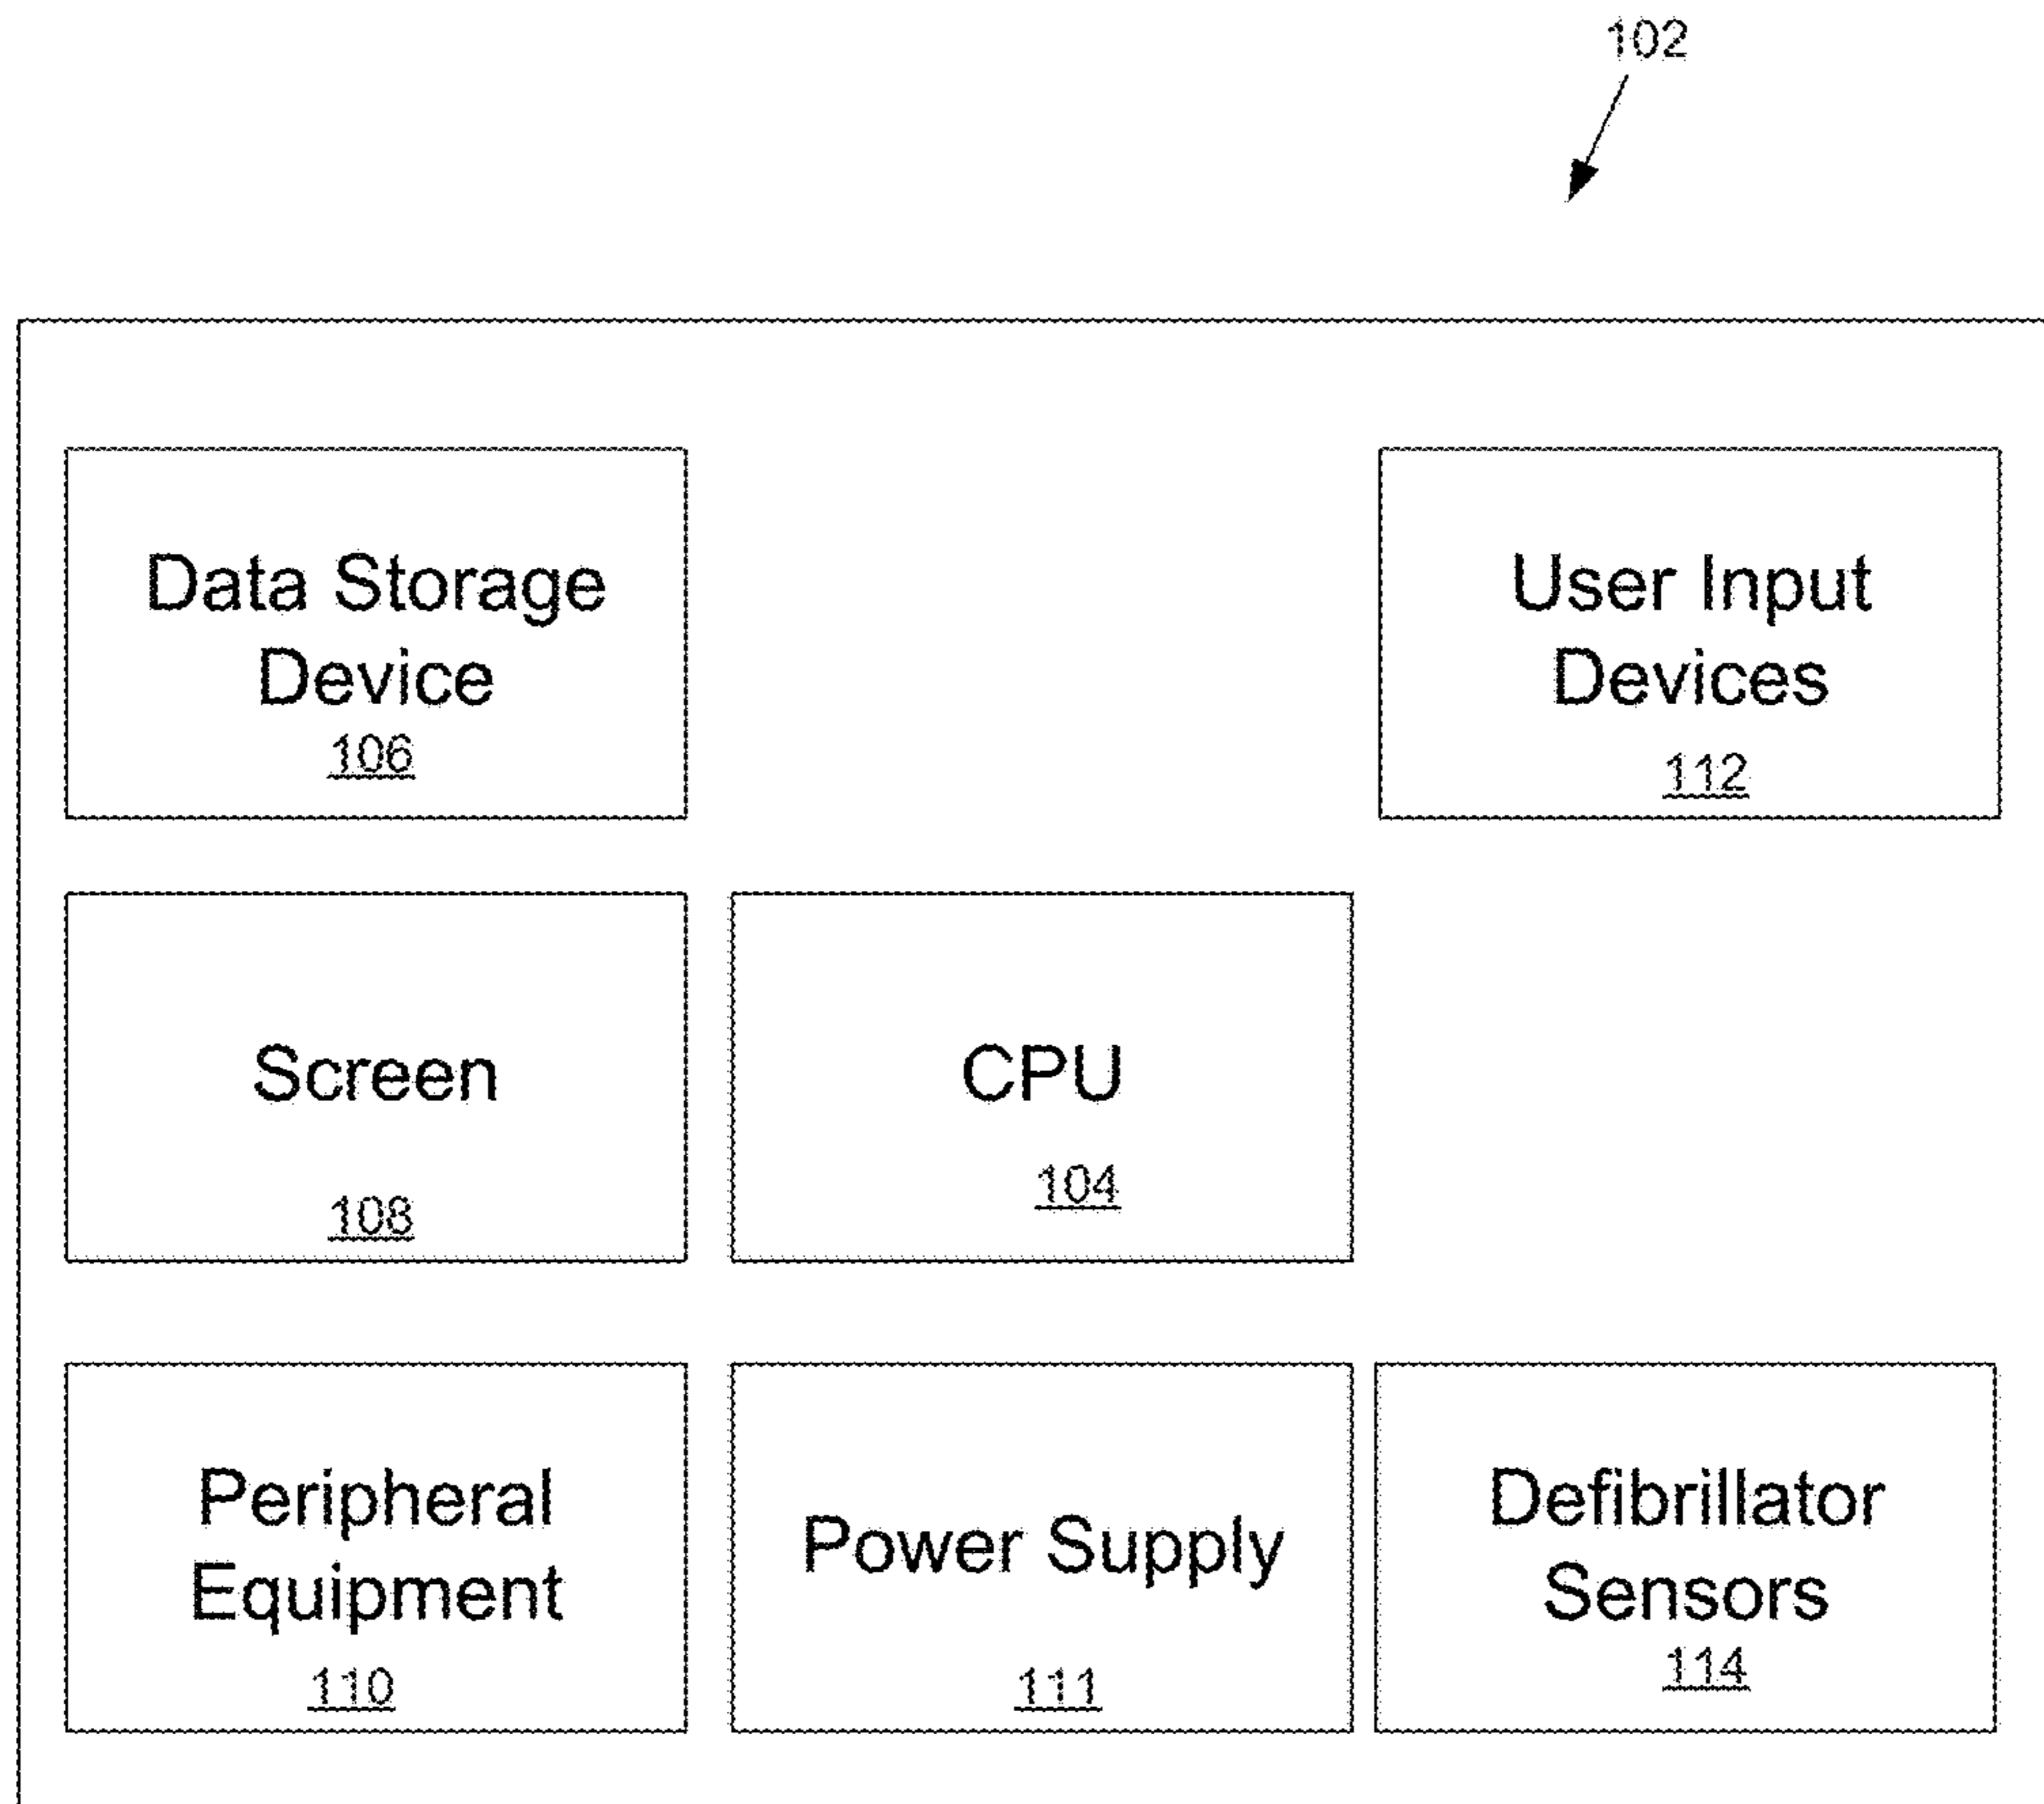 102
Data Storage
Device
106
User Input
Devices
112
Screen
108
CPU
104
Peripheral
Equipment
110
Power Supply
111
Defibrillator
Sensors
114